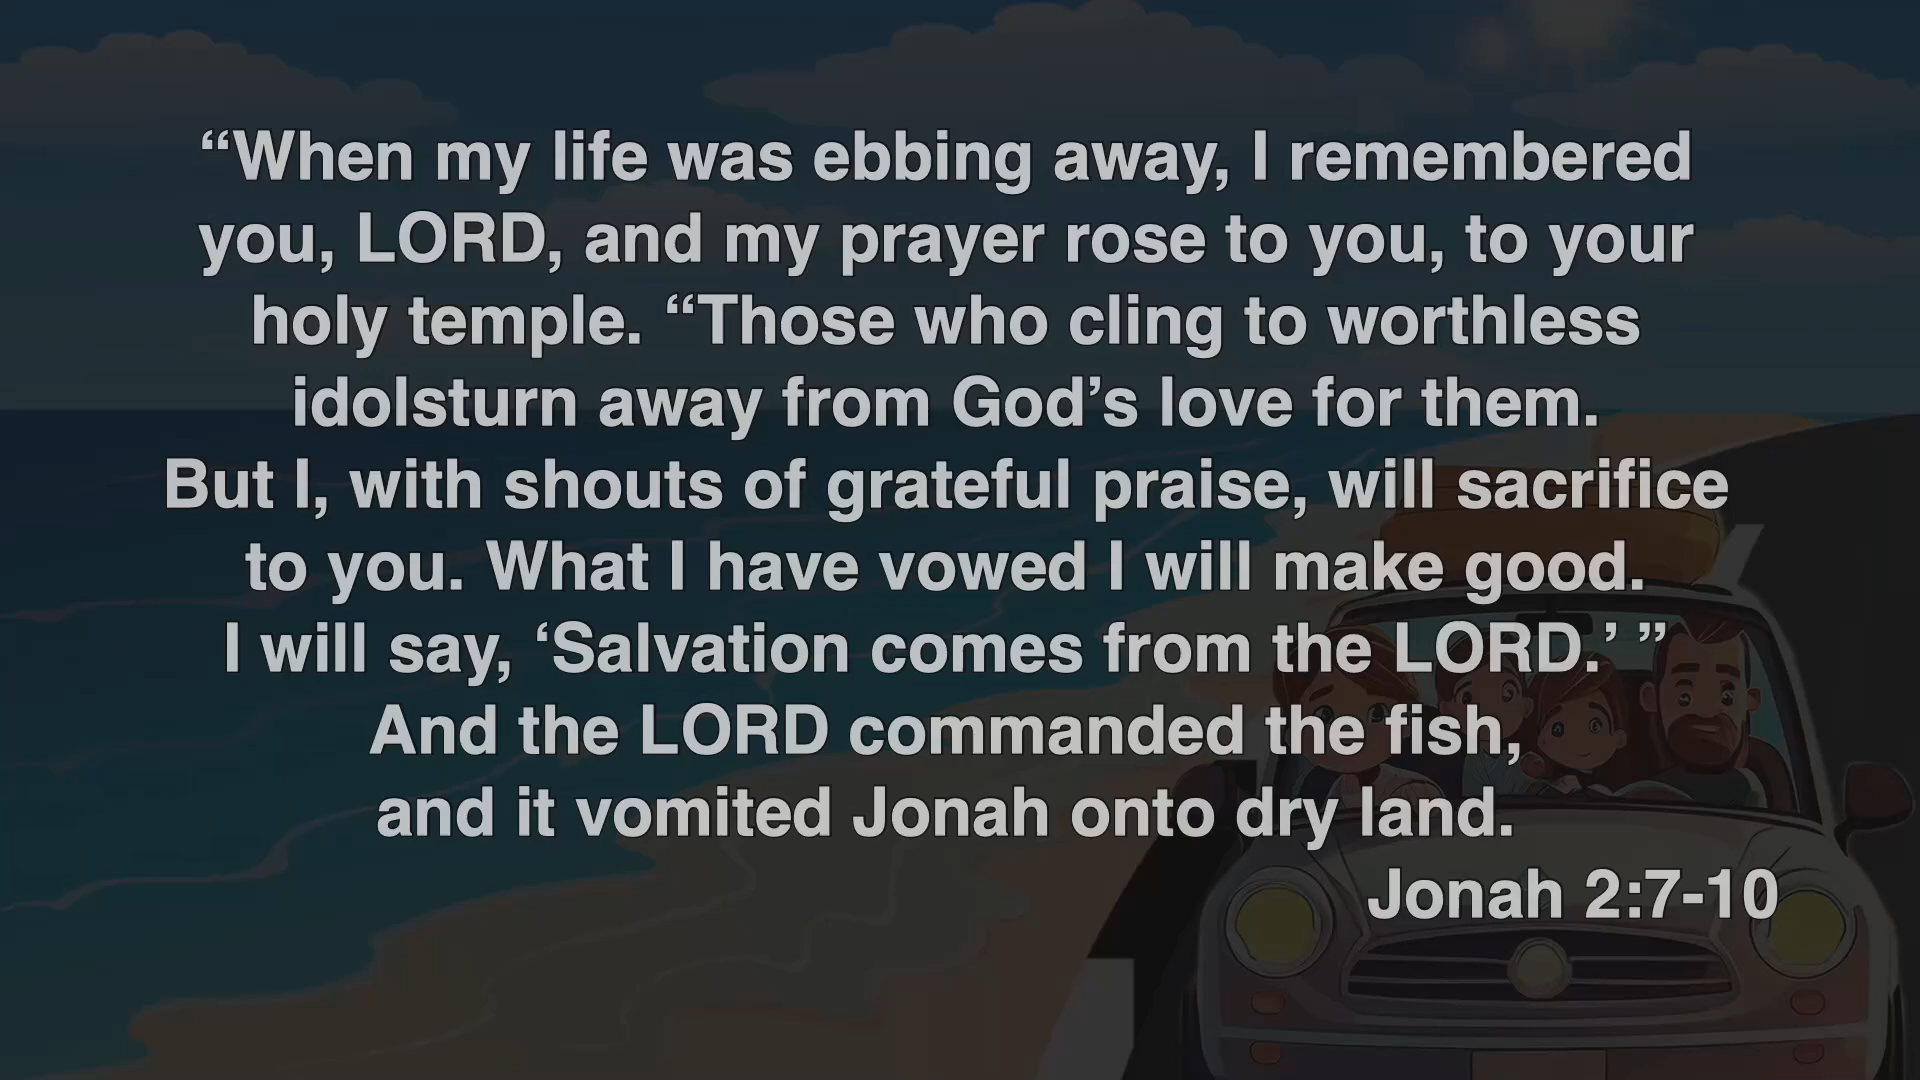 “When my life was ebbing away, I remembered
you, LORD, and my prayer rose to you, to your
holy temple. “Those who cling to worthless
idolsturn away from God’s love for them.
But I, with shouts of grateful praise, will sacrifice
to you. What I have vowed I will make good.
I will say, ‘Salvation comes from the LORD.’ ”
And the LORD commanded the fish,
and it vomited Jonah onto dry land.
Jonah 2:7-10